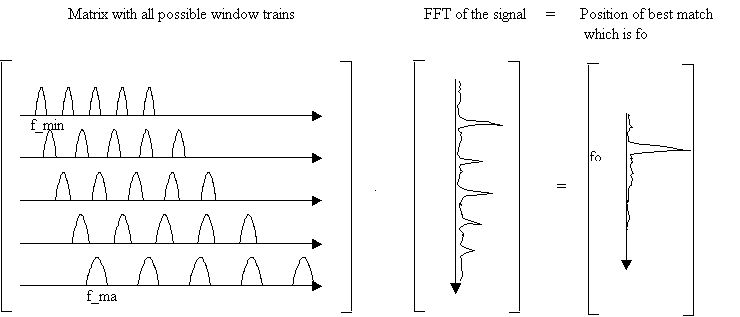 Matrix with all possible window trains
FFT of the signal = Position of best match
which is fo
f_min
fo
=
f_ma